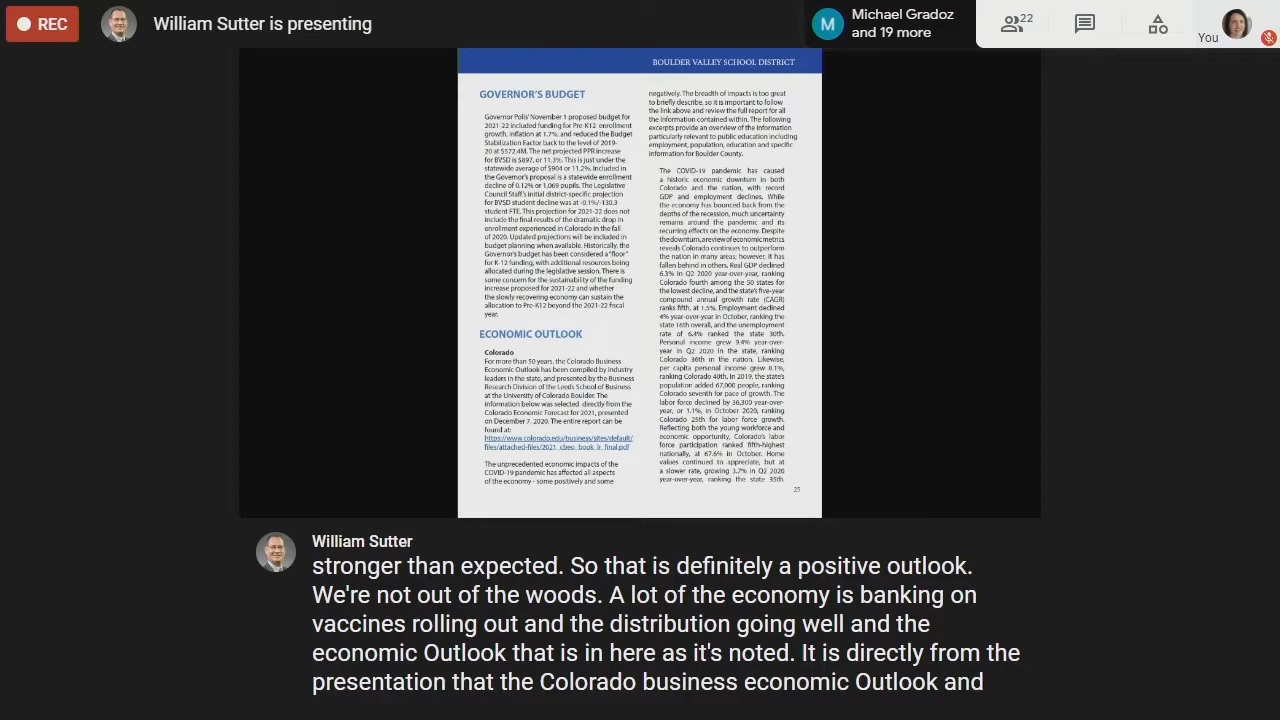 REC
William Sutter is presenting
M
Michael Gradoz
and 19 more
22
You
BOULDER VALLEY SCHOOL DISTRICT
GOVERNOR'S BUDGET
Governor Polis' November 1 proposed budget for
2021-22 included funding for Pre-K12 enrollment
growth, inflation at 1.7%, and reduced the Budget
Stabilization Factor back to the level of 2019-
20 at $572.4M. The net projected PPR increase
for BVSD is $897, or 11.3%. This is just under the
statewide average of $904 or 11.2%. Included in
the Governor's proposal is a statewide enrollment
decline of 0.12% or 1,069 pupils. The Legislative
Council Staff's initial district-specific projection
for BVSD student decline was at -0.1%/-130.3
student FTE. This projection for 2021-22 does not
include the final results of the dramatic drop in
enrollment experienced in Colorado in the fall
of 2020. Updated projections will be included in
budget planning when available. Historically, the
Governor's budget has been considered a "floor"
for K-12 funding, with additional resources being
allocated during the legislative session. There is
some concern for the sustainability of the funding
increase proposed for 2021-22 and whether
the slowly recovering economy can sustain the
allocation to Pre-K12 beyond the 2021-22 fiscal
year.
ECONOMIC OUTLOOK
Colorado
For more than 50 years, the Colorado Business
Economic Outlook has been compiled by industry
leaders in the state, and presented by the Business
Research Division of the Leeds School of Business
at the University of Colorado Boulder. The
information below was selected directly from the
Colorado Economic Forecast for 2021, presented
on December 7, 2020. The entire report can be
found at:
https://www.colorado.edu/business/sites/default/
files/attached-files/2021_cbeo_book_lr_final.pdf
The unprecedented economic impacts of the
COVID-19 pandemic has affected all aspects
of the economy - some positively and some
negatively. The breadth of impacts is too great
to briefly describe, so it is important to follow
the link above and review the full report for all
the information contained within. The following
excerpts provide an overview of the information
particularly relevant to public education including
employment, population, education and specific
information for Boulder County.
The COVID-19 pandemic has caused
a historic economic downturn in both
Colorado and the nation, with record
GDP and employment declines. While
the economy has bounced back from the
depths of the recession, much uncertainty
remains around the pandemic and its
recurring effects on the economy. Despite
the downturn, a review of economic metrics
reveals Colorado continues to outperform
the nation in many areas; however, it has
fallen behind in others. Real GDP declined
6.3% in Q2 2020 year-over-year, ranking
Colorado fourth among the 50 states for
the lowest decline, and the state's five-year
compound annual growth rate (CAGR)
ranks fifth, at 1.5%. Employment declined
4% year-over-year in October, ranking the
state 16th overall, and the unemployment
rate of 6.4% ranked the state 30th.
Personal income grew 9.4% year-over-
year in Q2 2020 in the state, ranking
Colorado 36th in the nation. Likewise,
per capita personal income grew 8.1%,
ranking Colorado 40th. In 2019, the state's
population added 67,000 people, ranking
Colorado seventh for pace of growth. The
labor force declined by 36,300 year-over-
year, or 1.1%, in October 2020, ranking
Colorado 25th for labor force growth.
Reflecting both the young workforce and
economic opportunity, Colorado's labor
force participation ranked fifth-highest
nationally, at 67.6% in October. Home
values continued to appreciate, but at
a slower rate, growing 3.7% in Q2 2020
year-over-year, ranking the state 35th.
25
William Sutter
stronger than expected. So that is definitely a positive outlook.
We're not out of the woods. A lot of the economy is banking on
vaccines rolling out and the distribution going well and the
economic Outlook that is in here as it's noted. It is directly from the
presentation that the Colorado business economic Outlook and